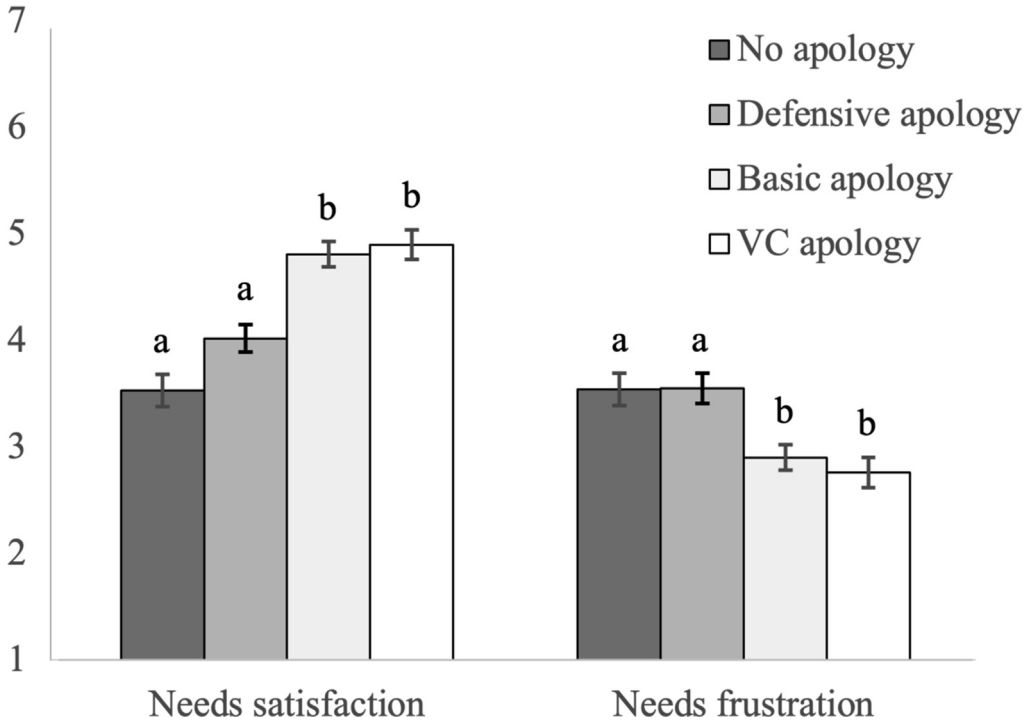 7
6
5
4
3
2
1
No apology
Defensive apology
Basic apology
VC apology
a
a
b
b
a
a
b
b
Needs satisfaction
Needs frustration